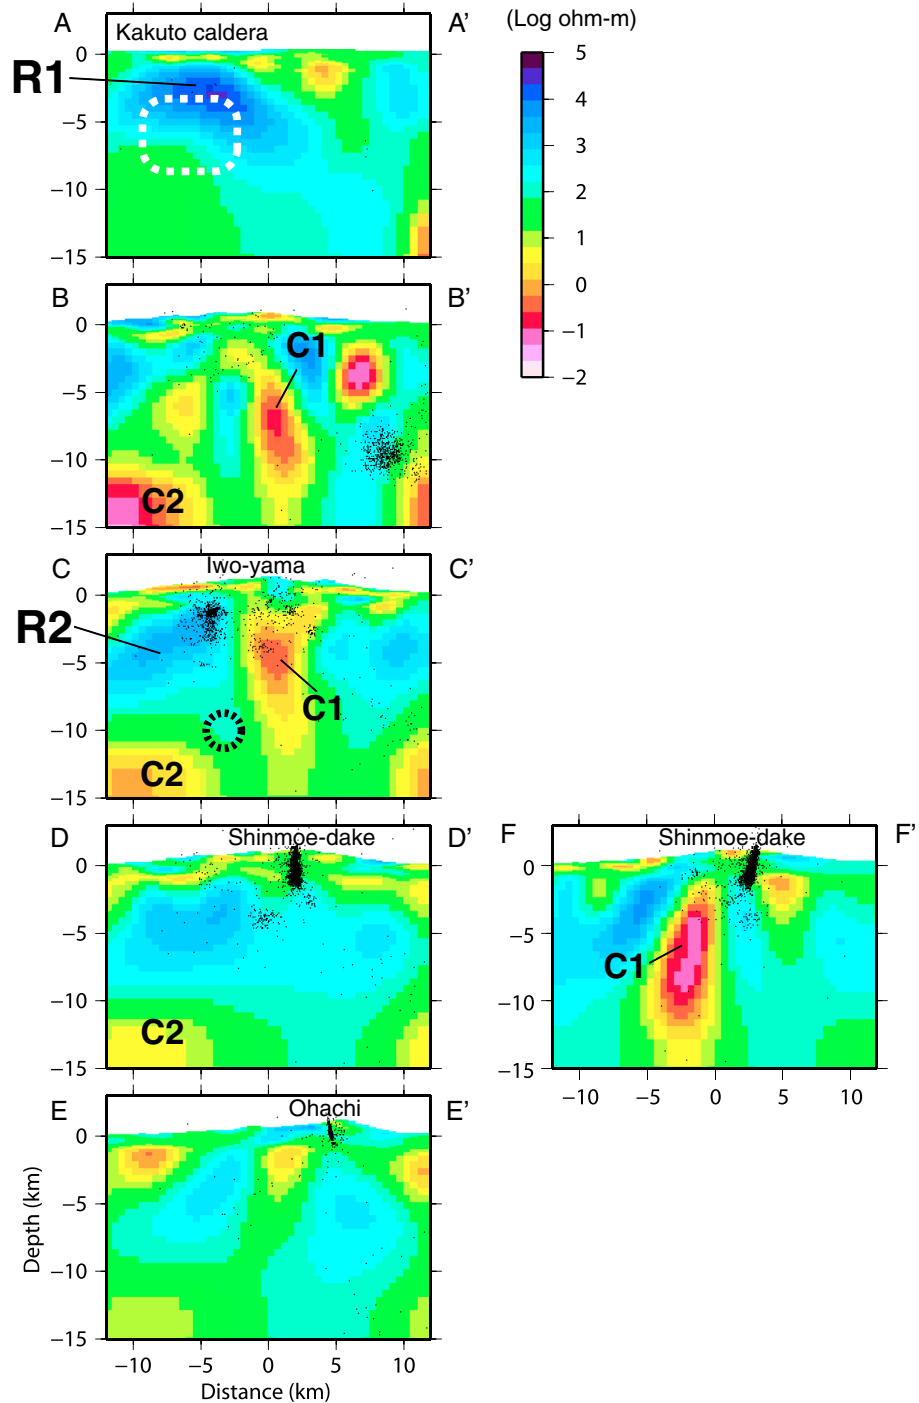 A Kakuto caldera A' (Log ohm-m)
R1
0
−5
−10
−15
5
4
3
2
1
0
−1
−2
B B'
C1
C2
0
−5
−10
−15
C Iwo-yama C'
R2
C1
C2
0
−5
−10
−15
D Shinmoe-dake D'
C2
0
−5
−10
−15
F Shinmoe-dake F'
C1
0
−5
−10
−15
−10 −5 0 5 10
E Ohachi E'
0
−5
−10
−15
Depth (km)
−10 −5 0 5 10
Distance (km)